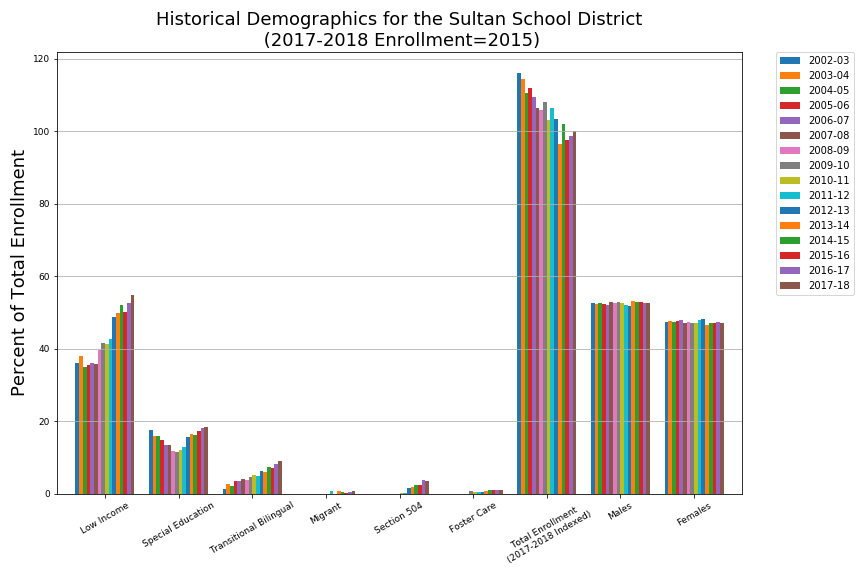 Historical Demographics for the Sultan School District
(2017-2018 Enrollment=2015)
Percent of Total Enrollment
120
100
80
60
40
20
0
Low Income
Special Education
Transitional Bilingual
Migrant
Section 504
Foster Care
Total Enrollment
(2017-2018 Indexed)
Males
Females
2002-03
2003-04
2004-05
2005-06
2006-07
2007-08
2008-09
2009-10
2010-11
2011-12
2012-13
2013-14
2014-15
2015-16
2016-17
2017-18